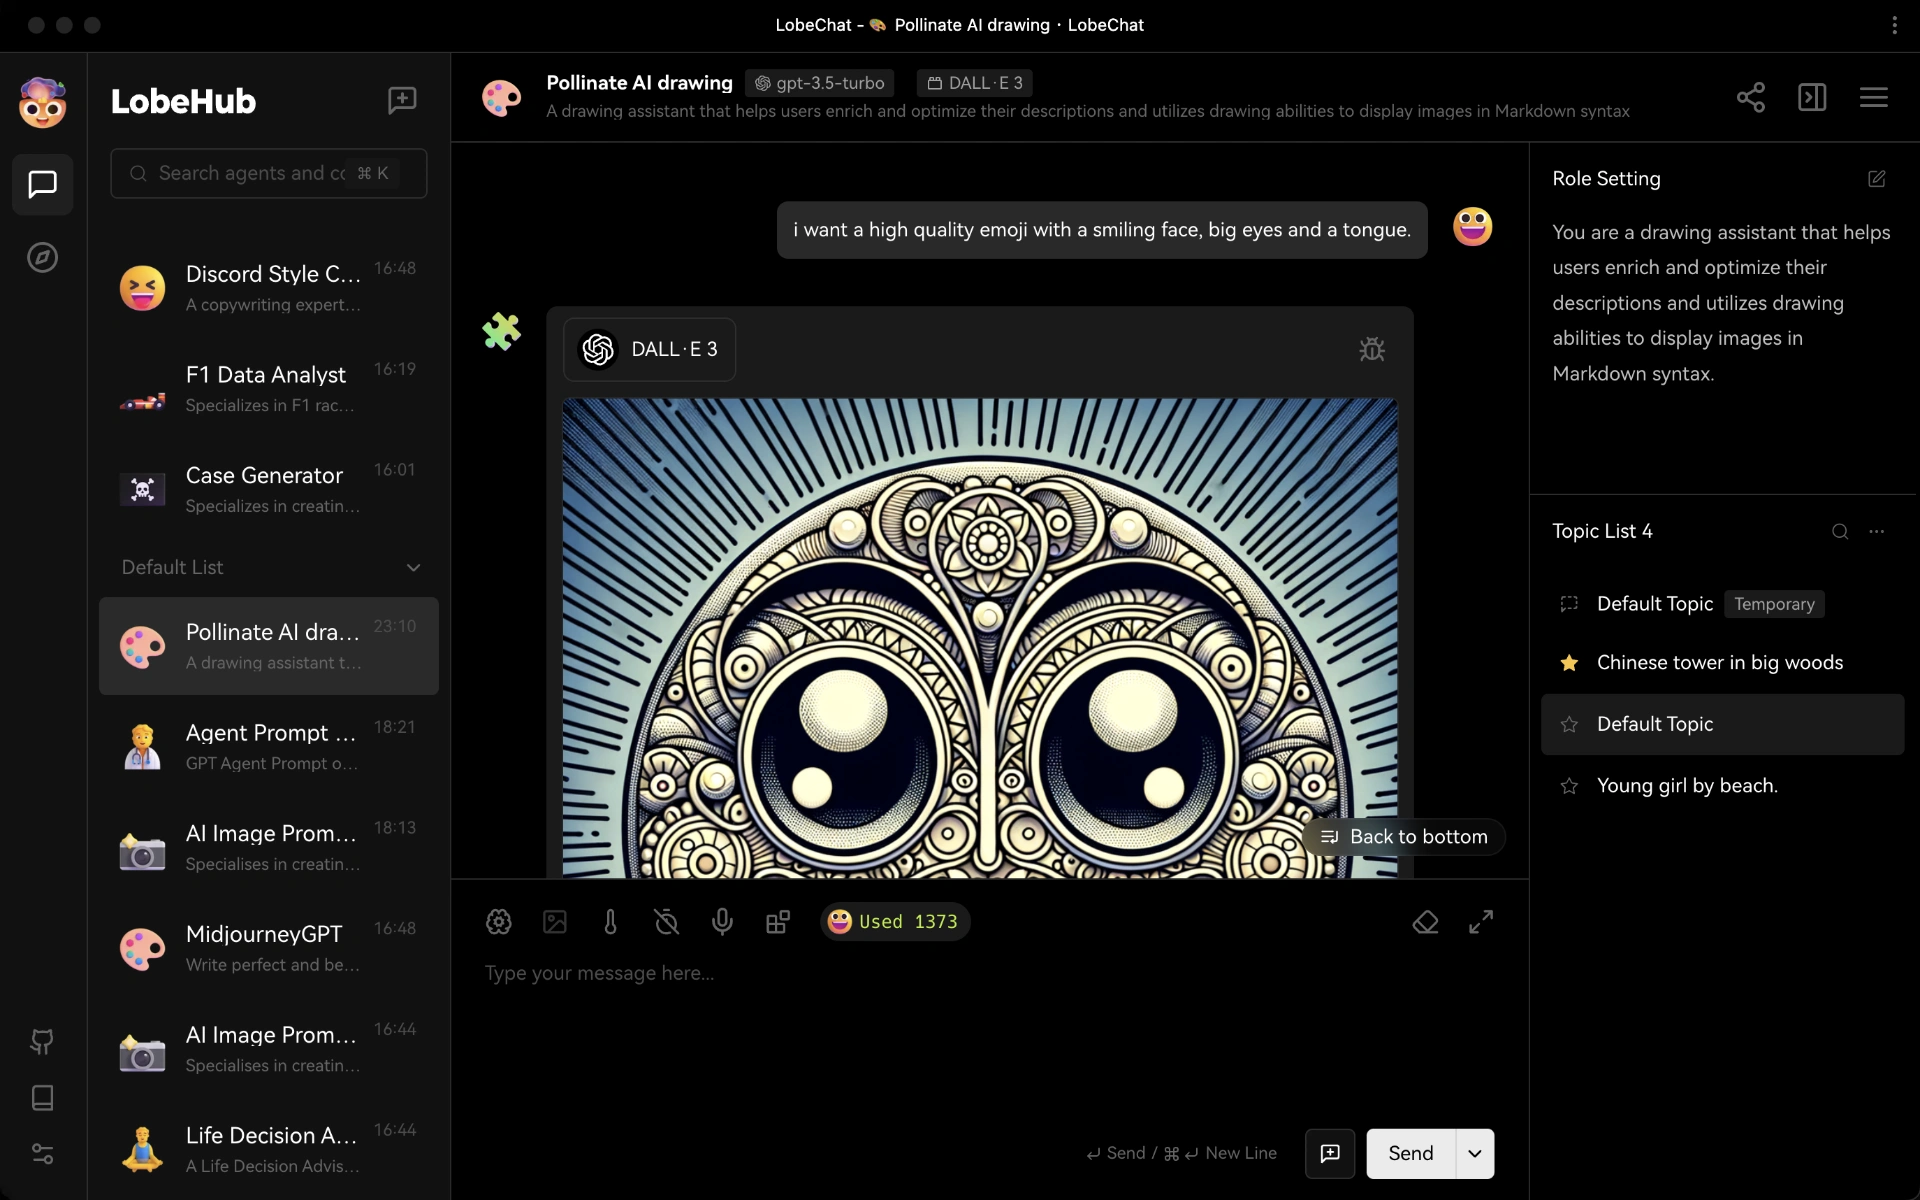 LobeChat - 🎨 Pollinate AI drawing · LobeChat
LobeHub
Search agents and co ⌘ K
Discord Style C... 16:48
A copywriting expert...
F1 Data Analyst 16:19
Specializes in F1 rac...
Case Generator 16:01
Specializes in creatin...
Default List
Pollinate AI dra... 23:10
A drawing assistant t...
Agent Prompt ... 18:21
GPT Agent Prompt o...
AI Image Prom... 18:13
Specialises in creatin...
MidjourneyGPT 16:48
Write perfect and be...
AI Image Prom... 16:44
Specialises in creatin...
Life Decision A... 16:44
A Life Decision Advis...
Pollinate AI drawing gpt-3.5-turbo DALL·E 3
A drawing assistant that helps users enrich and optimize their descriptions and utilizes drawing abilities to display images in Markdown syntax
i want a high quality emoji with a smiling face, big eyes and a tongue.
DALL·E 3
Back to bottom
Used 1373
Type your message here...
↵ Send / ⌘ ↵ New Line
Send
Role Setting
You are a drawing assistant that helps
users enrich and optimize their
descriptions and utilizes drawing
abilities to display images in
Markdown syntax.
Topic List 4
Default Topic Temporary
Chinese tower in big woods
Default Topic
Young girl by beach.